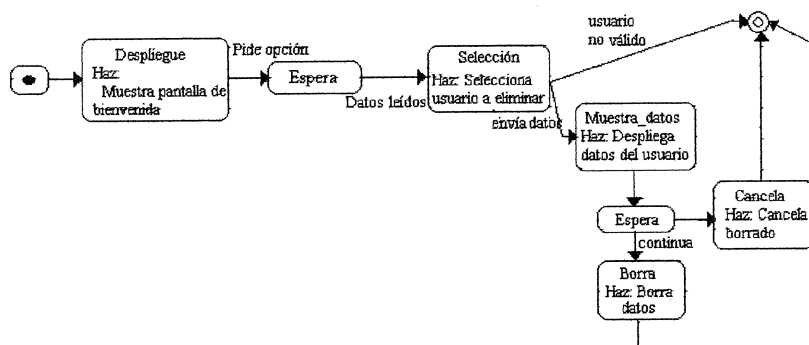 Despliegue
Haz:
Muestra pantalla de
bienvenida
Pide opción
Espera
Datos leídos
Selección
Haz: Selecciona
usuario a eliminar
usuario
no válido
envía datos
Muestra_datos
Haz: Despliega
datos del usuario
Espera
continua
Cancela
Haz: Cancela
borrado
Borra
Haz: Borra
datos